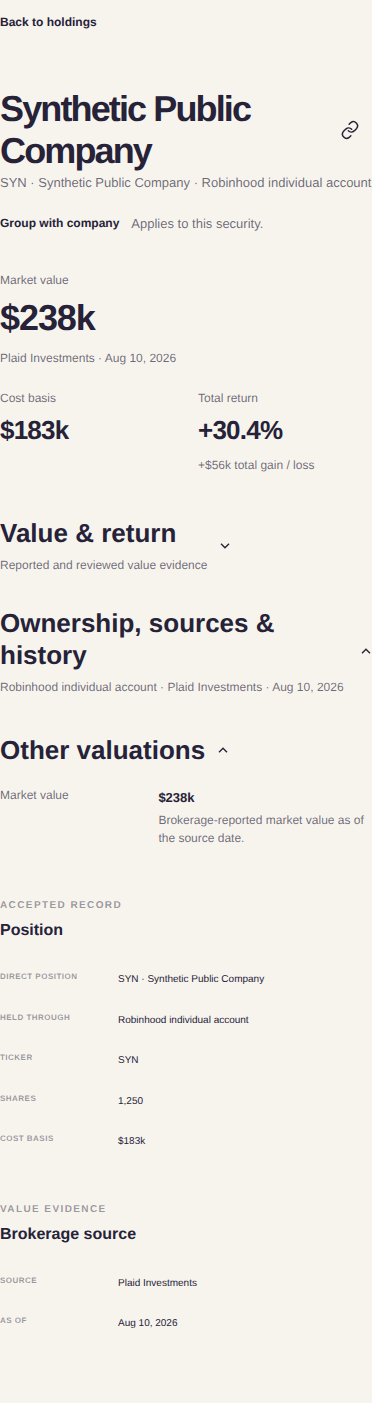 Back to holdings
Synthetic Public
Company
SYN · Synthetic Public Company · Robinhood individual account
Group with company Applies to this security.
Market value
$238k
Plaid Investments · Aug 10, 2026
Cost basis Total return
$183k +30.4%
+$56k total gain / loss
Value & return
Reported and reviewed value evidence
Ownership, sources &
history
Robinhood individual account · Plaid Investments · Aug 10, 2026
Other valuations
Market value $238k
Brokerage-reported market value as of
the source date.
ACCEPTED RECORD
Position
DIRECT POSITION SYN · Synthetic Public Company
HELD THROUGH Robinhood individual account
TICKER SYN
SHARES 1,250
COST BASIS $183k
VALUE EVIDENCE
Brokerage source
SOURCE Plaid Investments
AS OF Aug 10, 2026